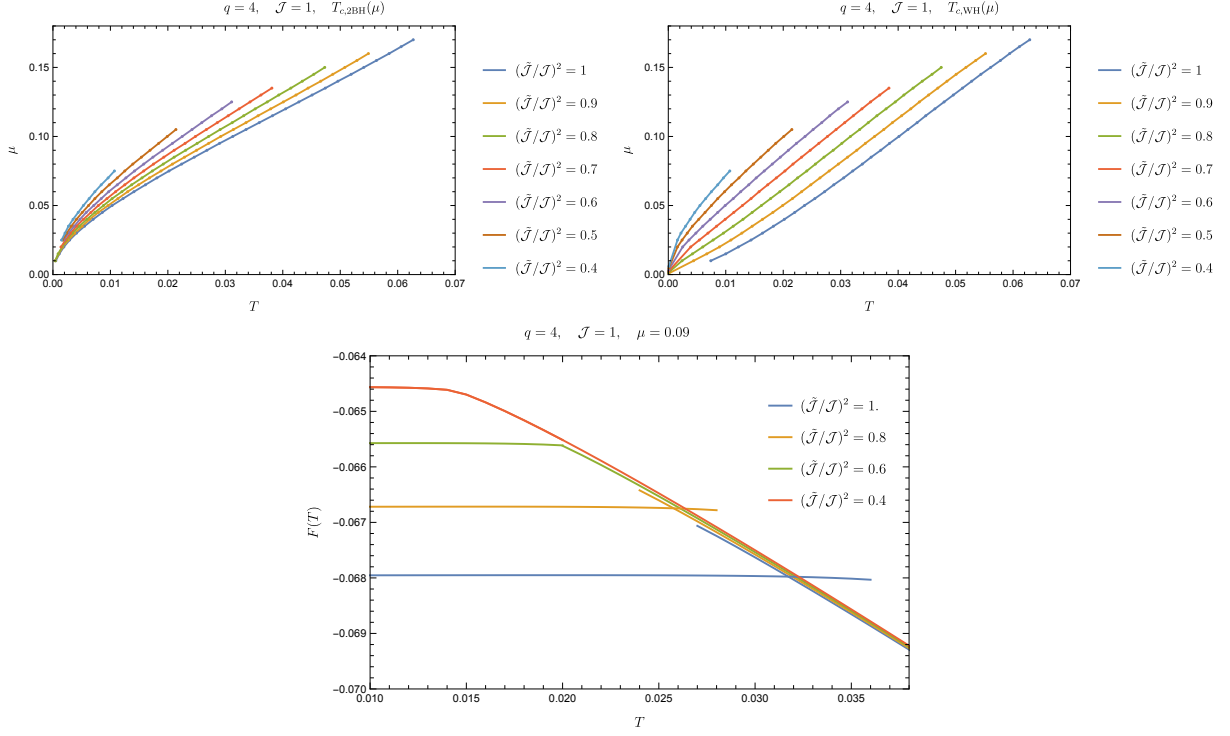 q = 4,   𝒥 = 1,   T_{c,2BH}(μ)
0.15
0.10
0.05
0.00
μ
0.00 0.01 0.02 0.03 0.04 0.05 0.06 0.07
T
(𝒥̃/𝒥)² = 1
(𝒥̃/𝒥)² = 0.9
(𝒥̃/𝒥)² = 0.8
(𝒥̃/𝒥)² = 0.7
(𝒥̃/𝒥)² = 0.6
(𝒥̃/𝒥)² = 0.5
(𝒥̃/𝒥)² = 0.4
q = 4,   𝒥 = 1,   T_{c,WH}(μ)
0.15
0.10
0.05
0.00
μ
0.00 0.01 0.02 0.03 0.04 0.05 0.06 0.07
T
(𝒥̃/𝒥)² = 1
(𝒥̃/𝒥)² = 0.9
(𝒥̃/𝒥)² = 0.8
(𝒥̃/𝒥)² = 0.7
(𝒥̃/𝒥)² = 0.6
(𝒥̃/𝒥)² = 0.5
(𝒥̃/𝒥)² = 0.4
q = 4,   𝒥 = 1,   μ = 0.09
−0.064
−0.065
−0.066
−0.067
−0.068
−0.069
−0.070
F(T)
0.010 0.015 0.020 0.025 0.030 0.035
T
(𝒥̃/𝒥)² = 1.
(𝒥̃/𝒥)² = 0.8
(𝒥̃/𝒥)² = 0.6
(𝒥̃/𝒥)² = 0.4